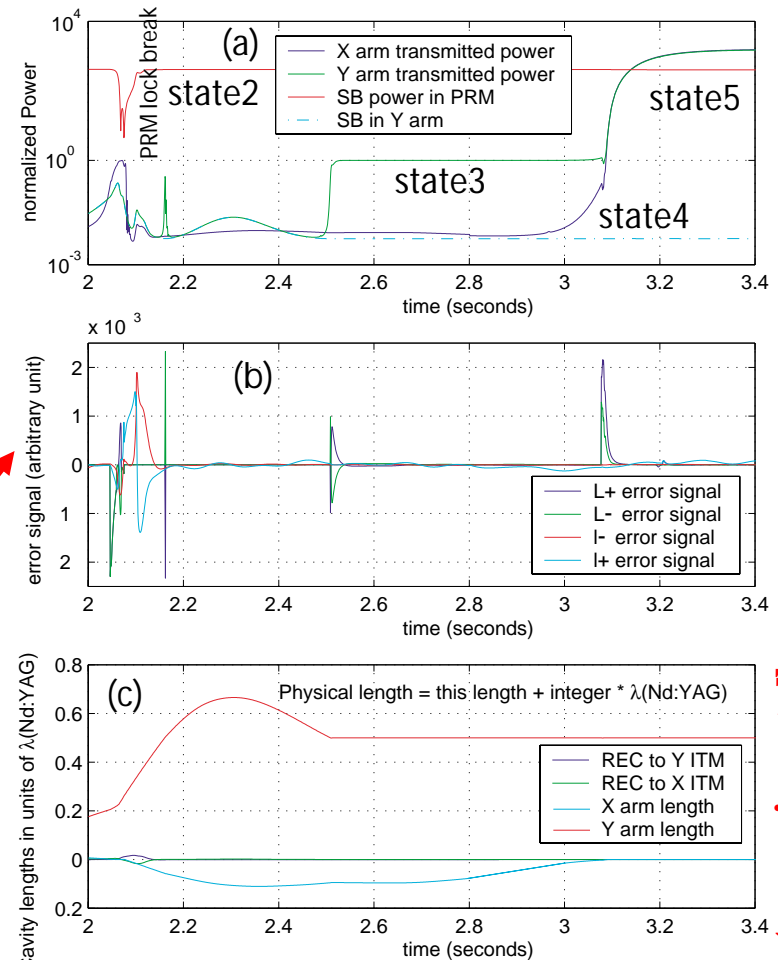 10^4
10^0
10^-3
normalized Power
(a)
PRM lock break
state2
X arm transmitted power
Y arm transmitted power
SB power in PRM
SB in Y arm
state5
state3
state4
2 2.2 2.4 2.6 2.8 3 3.2 3.4
time (seconds)
x 10^3
2
1
0
1
2
error signal (arbitrary unit)
(b)
L+ error signal
L- error signal
l- error signal
l+ error signal
2 2.2 2.4 2.6 2.8 3 3.2 3.4
time (seconds)
0.8
0.6
0.4
0.2
0
0.2
Cavity lengths in units of λ(Nd:YAG)
(c)
Physical length = this length + integer * λ(Nd:YAG)
REC to Y ITM
REC to X ITM
X arm length
Y arm length
2 2.2 2.4 2.6 2.8 3 3.2 3.4
time (seconds)